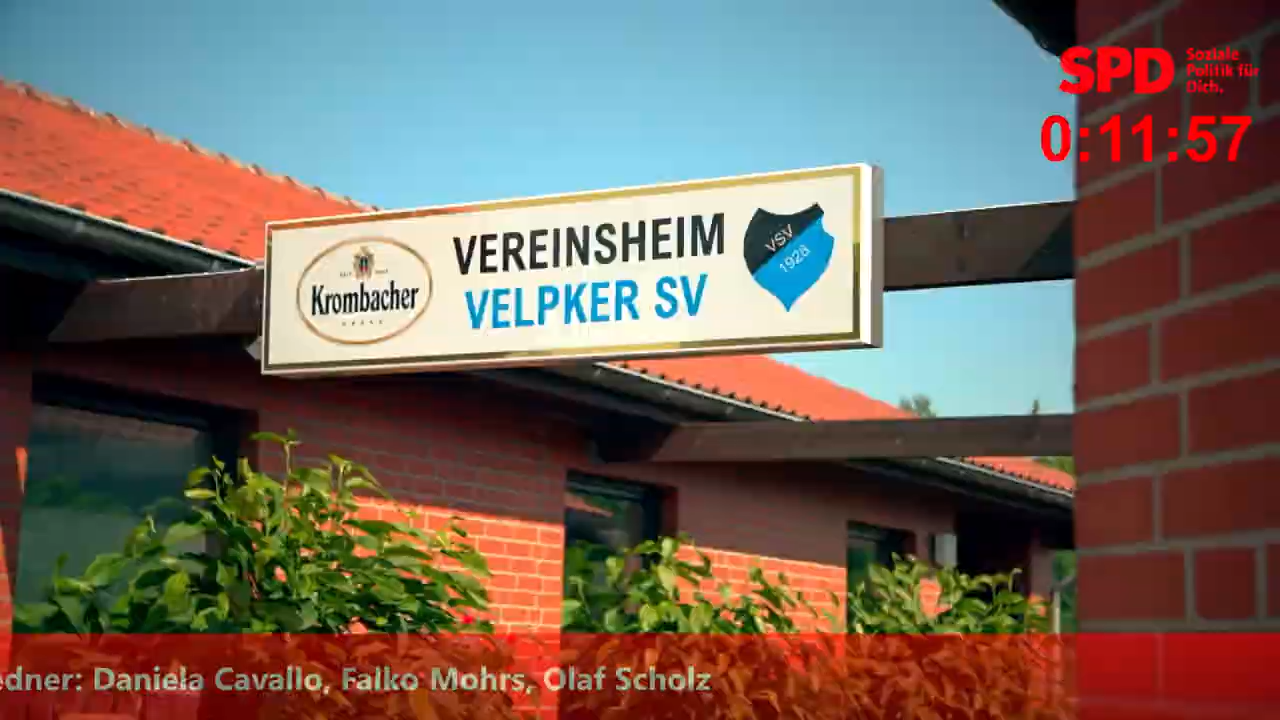 SPD
Soziale
Politik für
Dich.
0:11:57
Krombacher
VEREINSHEIM
VELPKER SV
VSV
1928
edner: Daniela Cavallo, Falko Mohrs, Olaf Scholz